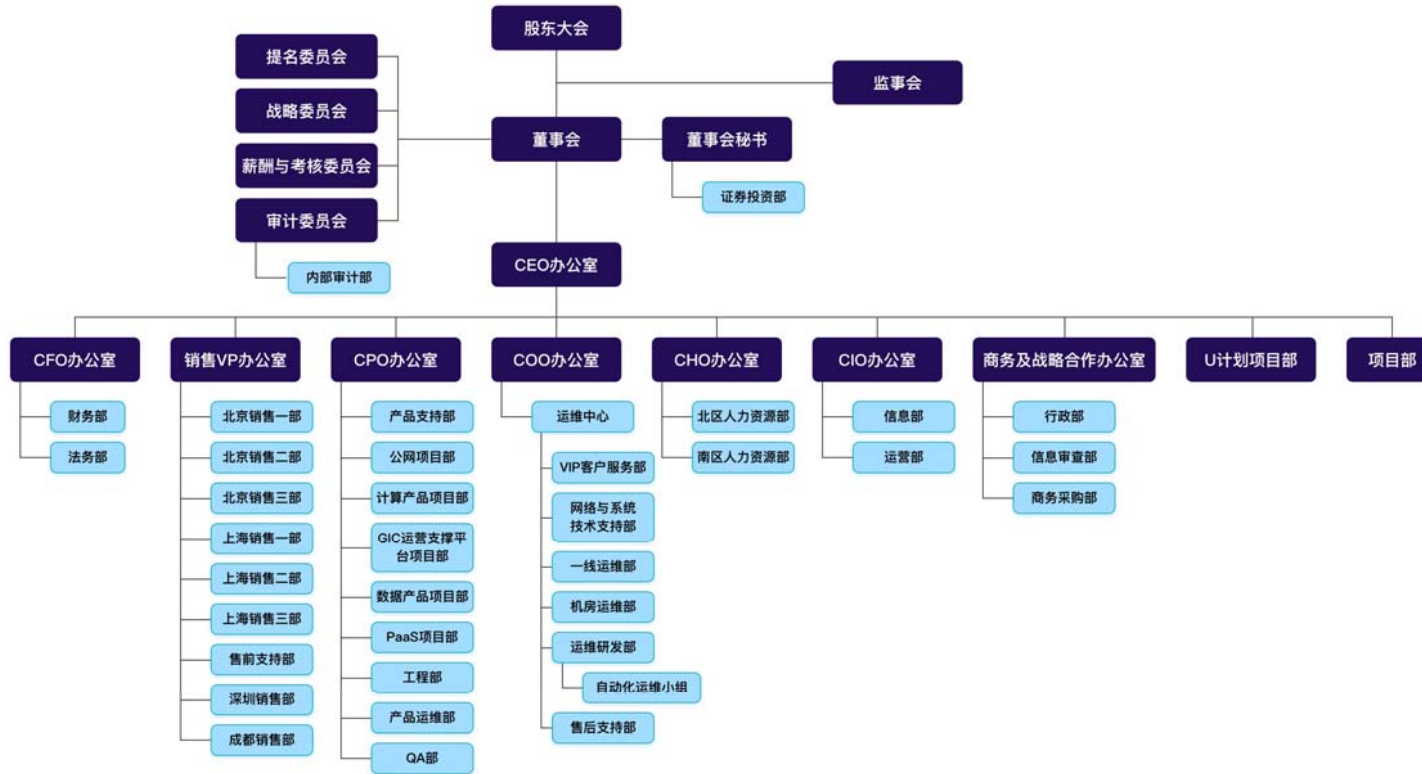 股东大会
提名委员会
监事会
战略委员会
董事会
董事会秘书
薪酬与考核委员会
证券投资部
审计委员会
CEO办公室
内部审计部
CFO办公室
销售VP办公室
CPO办公室
COO办公室
CHO办公室
CIO办公室
商务及战略合作办公室
U计划项目部
项目部
财务部
法务部
北京销售一部
北京销售二部
北京销售三部
上海销售一部
上海销售二部
上海销售三部
售前支持部
深圳销售部
成都销售部
产品支持部
公网项目部
计算产品项目部
GIC运营支撑平
台项目部
数据产品项目部
PaaS项目部
工程部
产品运维部
QA部
运维中心
VIP客户服务部
网络与系统
技术支持部
一线运维部
机房运维部
运维研发部
自动化运维小组
售后支持部
北区人力资源部
南区人力资源部
信息部
运营部
行政部
信息审查部
商务采购部